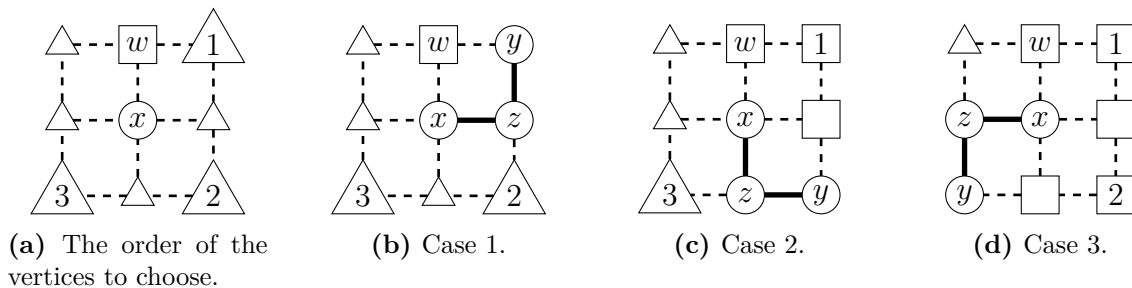 w 1 w y w 1 w 1
x x z x z x
3 2 3 2 3 z y y 2
(a) The order of the vertices to choose.
(b) Case 1.
(c) Case 2.
(d) Case 3.